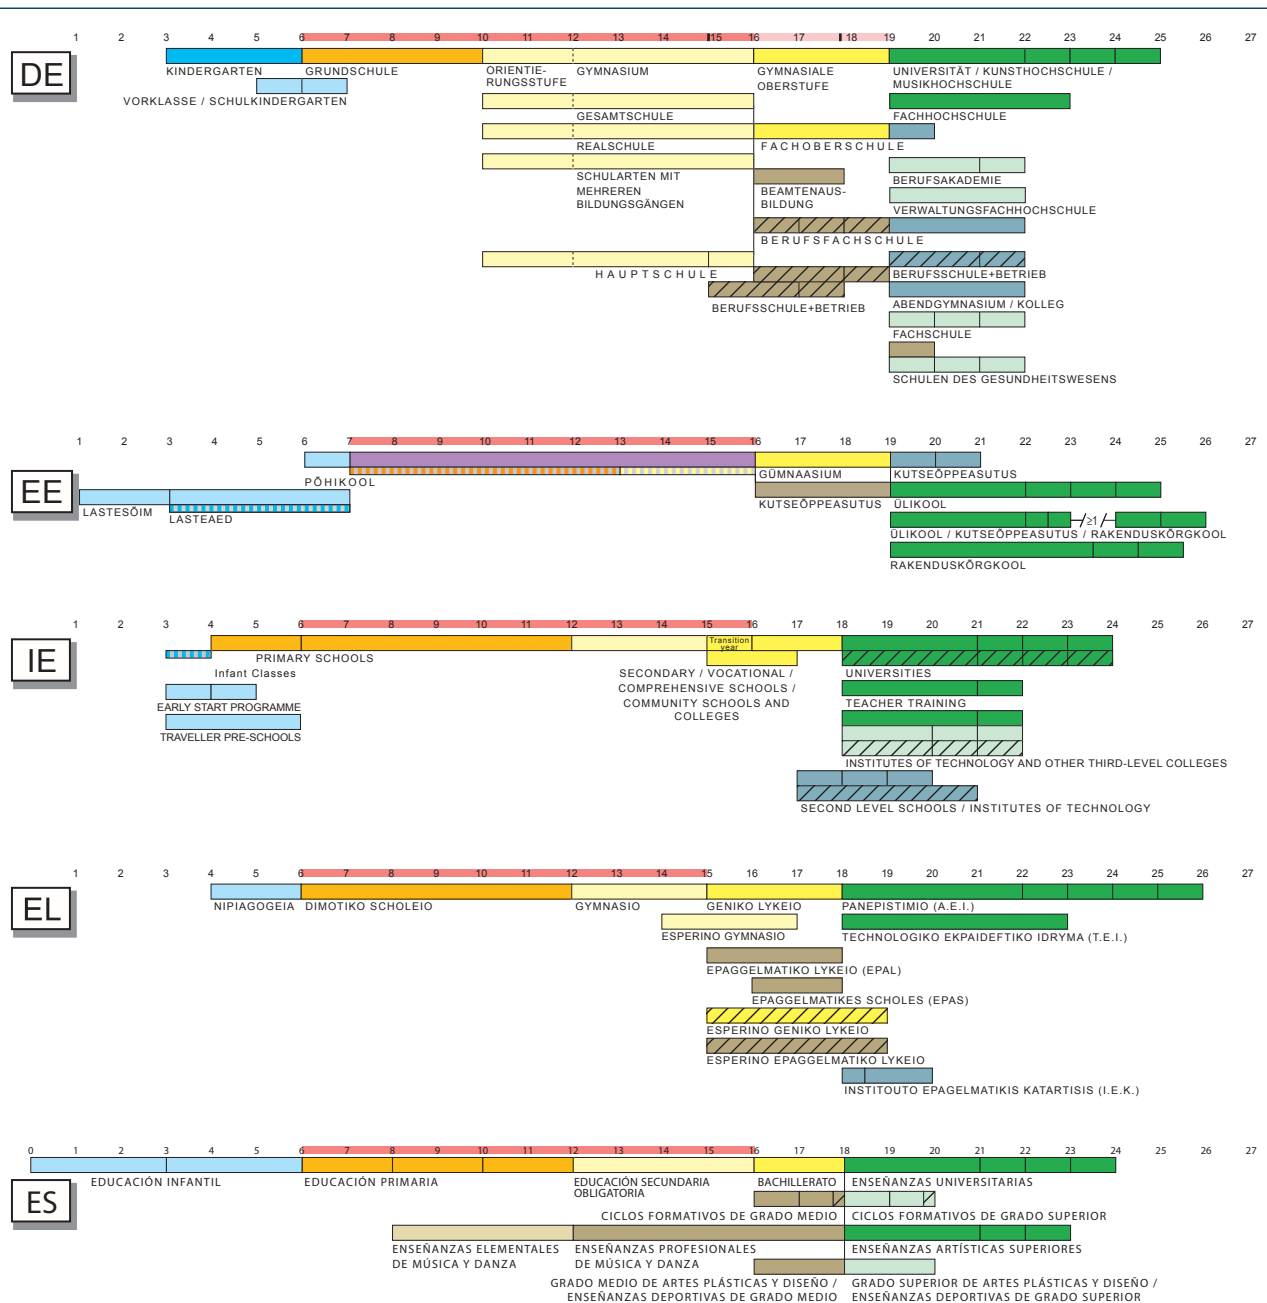 1 2 3 4 5 6 7 8 9 10 11 12 13 14 15 16 17 18 19 20 21 22 23 24 25 26 27
DE
KINDERGARTEN GRUNDSCHULE ORIENTIE- GYMNASIUM GYMNASIALE UNIVERSITÄT / KUNSTHOCHSCHULE /
RUNGSSTUFE OBERSTUFE MUSIKHOCHSCHULE
VORKLASSE / SCHULKINDERGARTEN
GESAMTSCHULE FACHHOCHSCHULE
REALSCHULE FACHOBERSCHULE
SCHULARTEN MIT BERUFSAKADEMIE
MEHREREN BEAMTENAUS-
BILDUNGSGÄNGEN BILDUNG
VERWALTUNGSFACHHOCHSCHULE
BERUFSFACHSCHULE
HAUPTSCHULE BERUFSSCHULE+BETRIEB
BERUFSSCHULE+BETRIEB ABENDGYMNASIUM / KOLLEG
FACHSCHULE
SCHULEN DES GESUNDHEITSWESENS
1 2 3 4 5 6 7 8 9 10 11 12 13 14 15 16 17 18 19 20 21 22 23 24 25 26 27
EE
PÕHIKOOL GÜMNAASIUM KUTSEÕPPEASUTUS
LASTESÕIM KUTSEÕPPEASUTUS ÜLIKOOL
LASTEAED
≥1
ÜLIKOOL / KUTSEÕPPEASUTUS / RAKENDUSKÕRGKOOL
RAKENDUSKÕRGKOOL
1 2 3 4 5 6 7 8 9 10 11 12 13 14 15 16 17 18 19 20 21 22 23 24 25 26 27
IE
Transition
year
PRIMARY SCHOOLS
Infant Classes SECONDARY / VOCATIONAL / UNIVERSITIES
COMPREHENSIVE SCHOOLS /
COMMUNITY SCHOOLS AND
COLLEGES
EARLY START PROGRAMME TEACHER TRAINING
TRAVELLER PRE-SCHOOLS
INSTITUTES OF TECHNOLOGY AND OTHER THIRD-LEVEL COLLEGES
SECOND LEVEL SCHOOLS / INSTITUTES OF TECHNOLOGY
1 2 3 4 5 6 7 8 9 10 11 12 13 14 15 16 17 18 19 20 21 22 23 24 25 26 27
EL
NIPIAGOGEIA DIMOTIKO SCHOLEIO GYMNASIO GENIKO LYKEIO PANEPISTIMIO (A.E.I.)
ESPERINO GYMNASIO TECHNOLOGIKO EKPAIDEFTIKO IDRYMA (T.E.I.)
EPAGGELMATIKO LYKEIO (EPAL)
EPAGGELMATIKES SCHOLES (EPAS)
ESPERINO GENIKO LYKEIO
ESPERINO EPAGGELMATIKO LYKEIO
INSTITOUTO EPAGELMATIKIS KATARTISIS (I.E.K.)
0 1 2 3 4 5 6 7 8 9 10 11 12 13 14 15 16 17 18 19 20 21 22 23 24 25 26 27
ES
EDUCACIÓN INFANTIL EDUCACIÓN PRIMARIA EDUCACIÓN SECUNDARIA BACHILLERATO ENSEÑANZAS UNIVERSITARIAS
OBLIGATORIA
CICLOS FORMATIVOS DE GRADO MEDIO CICLOS FORMATIVOS DE GRADO SUPERIOR
ENSEÑANZAS ELEMENTALES ENSEÑANZAS PROFESIONALES ENSEÑANZAS ARTÍSTICAS SUPERIORES
DE MÚSICA Y DANZA DE MÚSICA Y DANZA
GRADO MEDIO DE ARTES PLÁSTICAS Y DISEÑO / GRADO SUPERIOR DE ARTES PLÁSTICAS Y DISEÑO /
ENSEÑANZAS DEPORTIVAS DE GRADO MEDIO ENSEÑANZAS DEPORTIVAS DE GRADO SUPERIOR